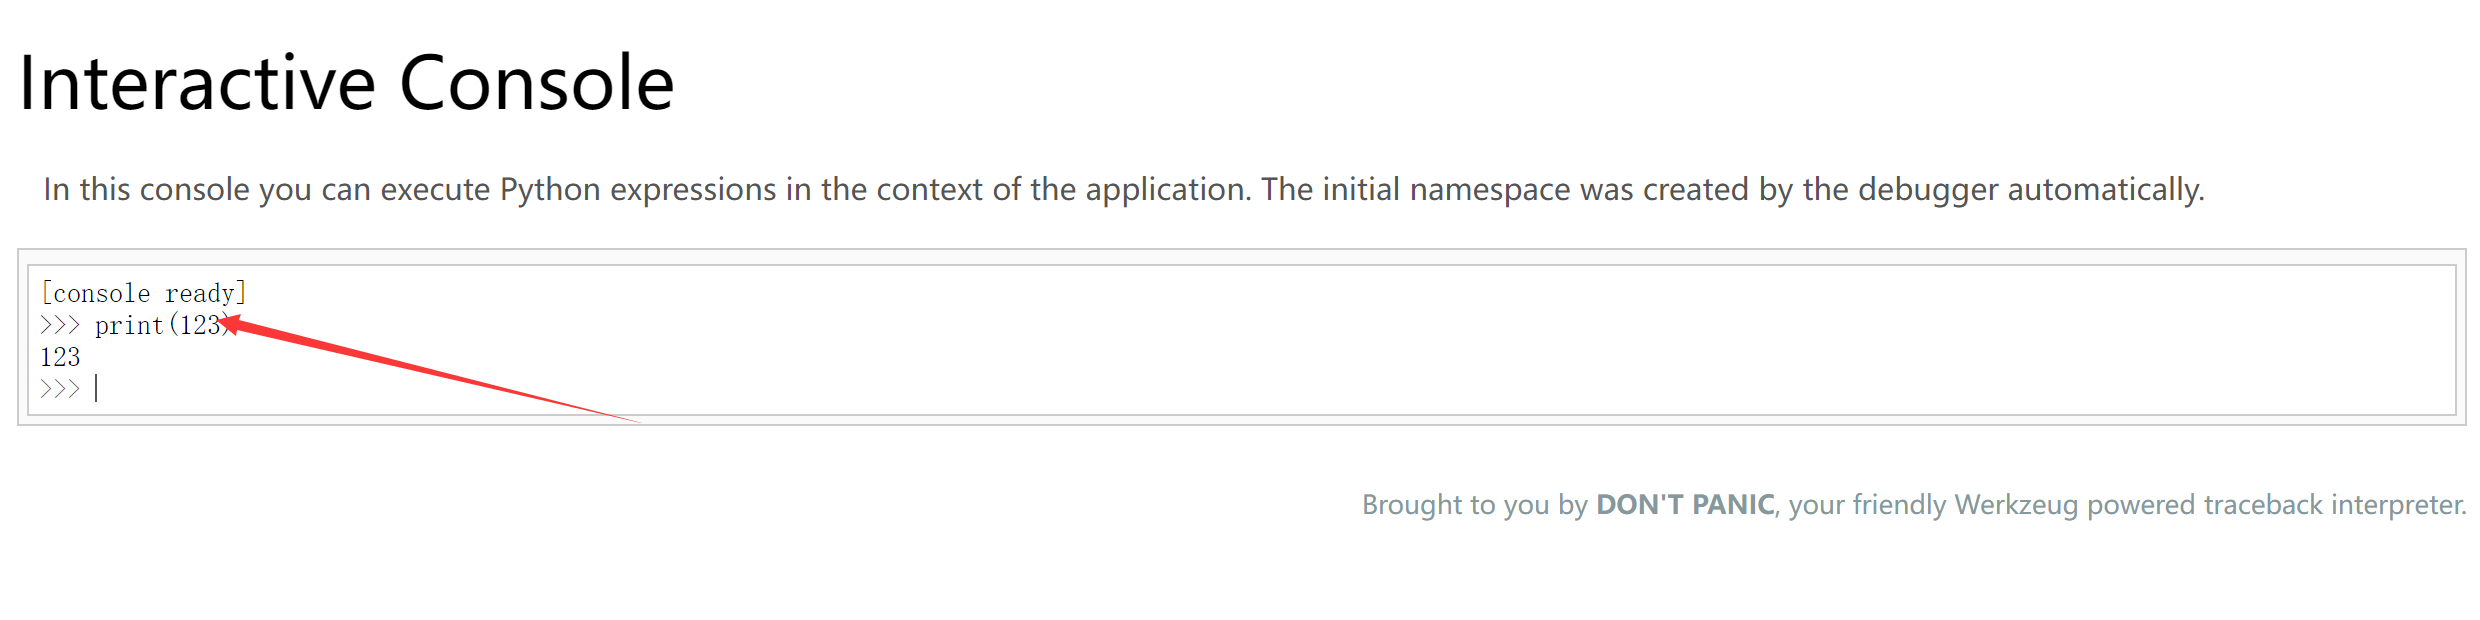 Interactive Console
In this console you can execute Python expressions in the context of the application. The initial namespace was created by the debugger automatically.
[console ready]
>>> print(123)
123
>>>
Brought to you by DON'T PANIC, your friendly Werkzeug powered traceback interpreter.